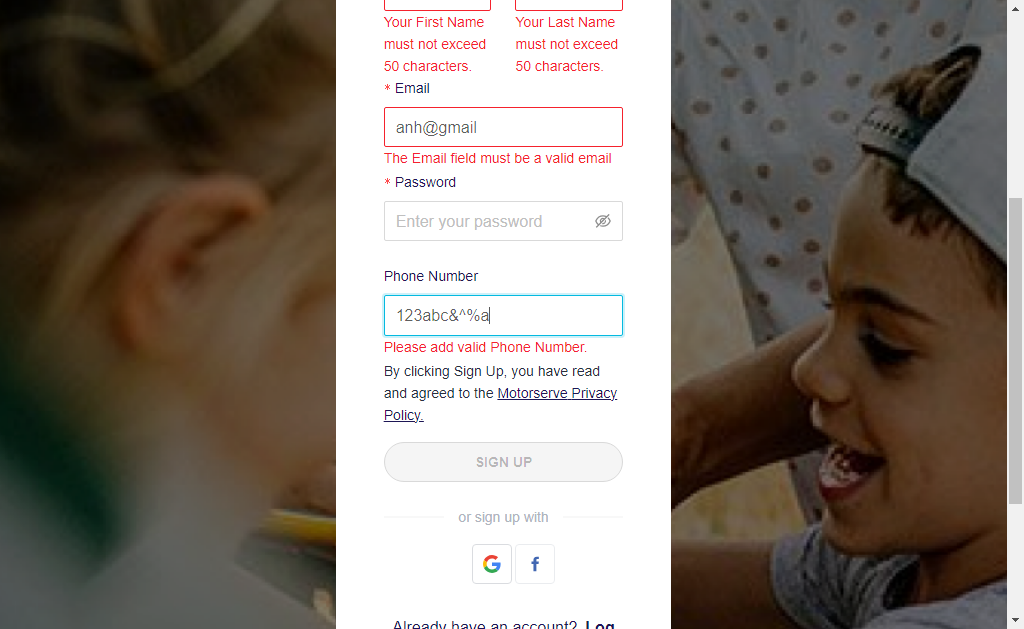 Your First Name Your Last Name
must not exceed must not exceed
50 characters. 50 characters.
* Email
anh@gmail
The Email field must be a valid email
* Password
Enter your password
Phone Number
123abc&^%a
Please add valid Phone Number.
By clicking Sign Up, you have read
and agreed to the Motorserve Privacy
Policy.
SIGN UP
or sign up with
G f
Already have an account? Log